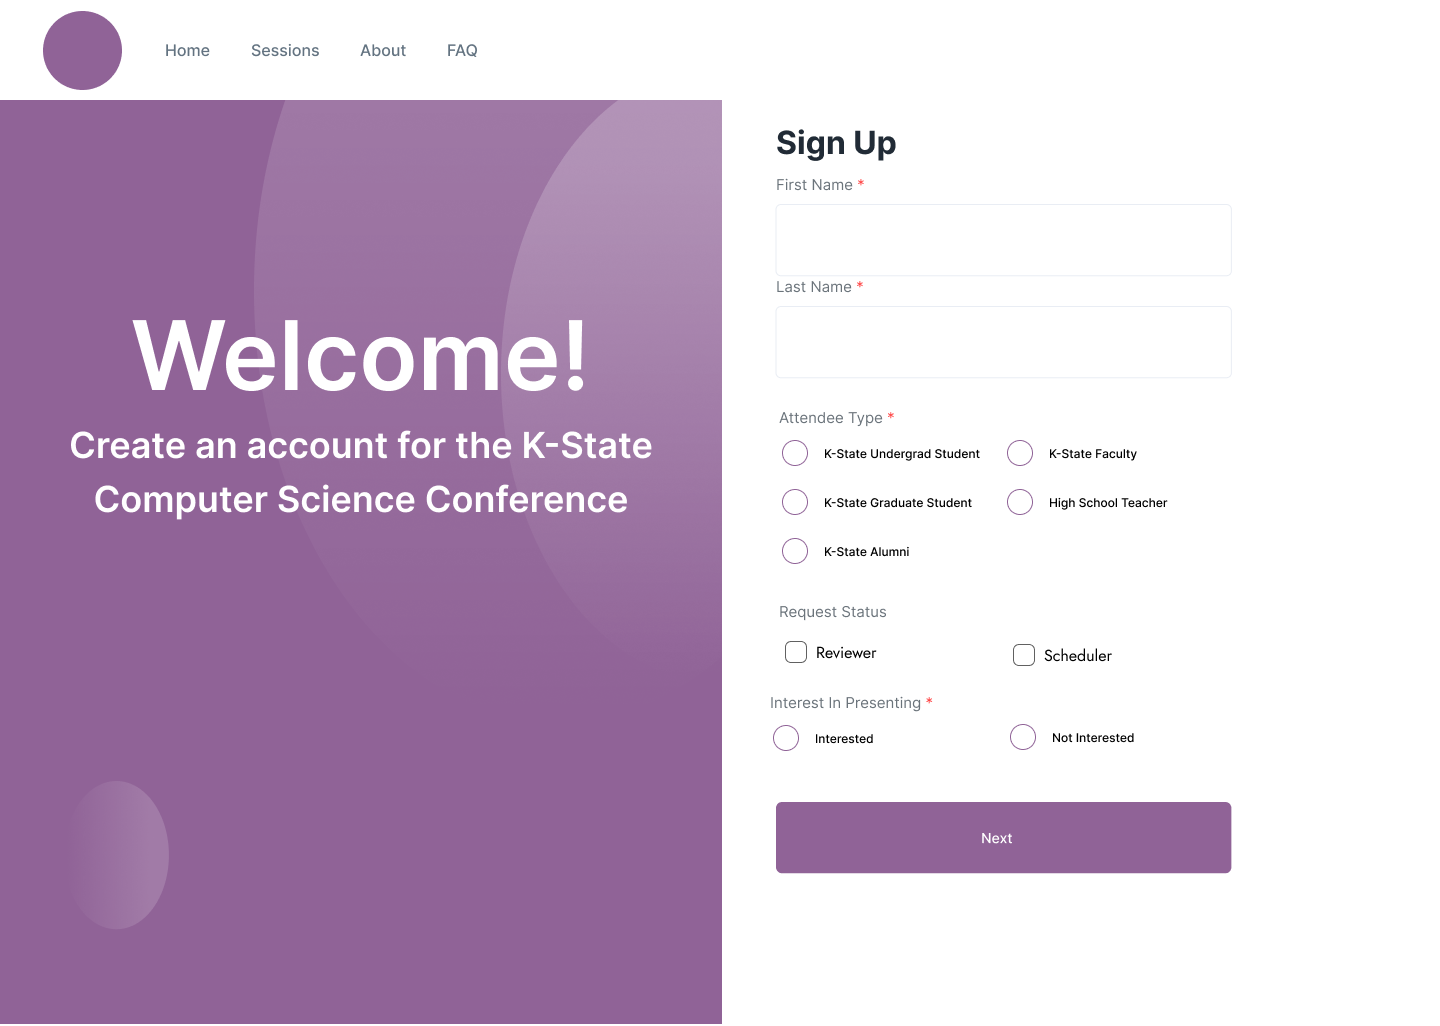 Home Sessions About FAQ
Welcome!
Create an account for the K-State
Computer Science Conference
Sign Up
First Name *
Last Name *
Attendee Type *
K-State Undergrad Student K-State Faculty
K-State Graduate Student High School Teacher
K-State Alumni
Request Status
Reviewer Scheduler
Interest In Presenting *
Interested Not Interested
Next